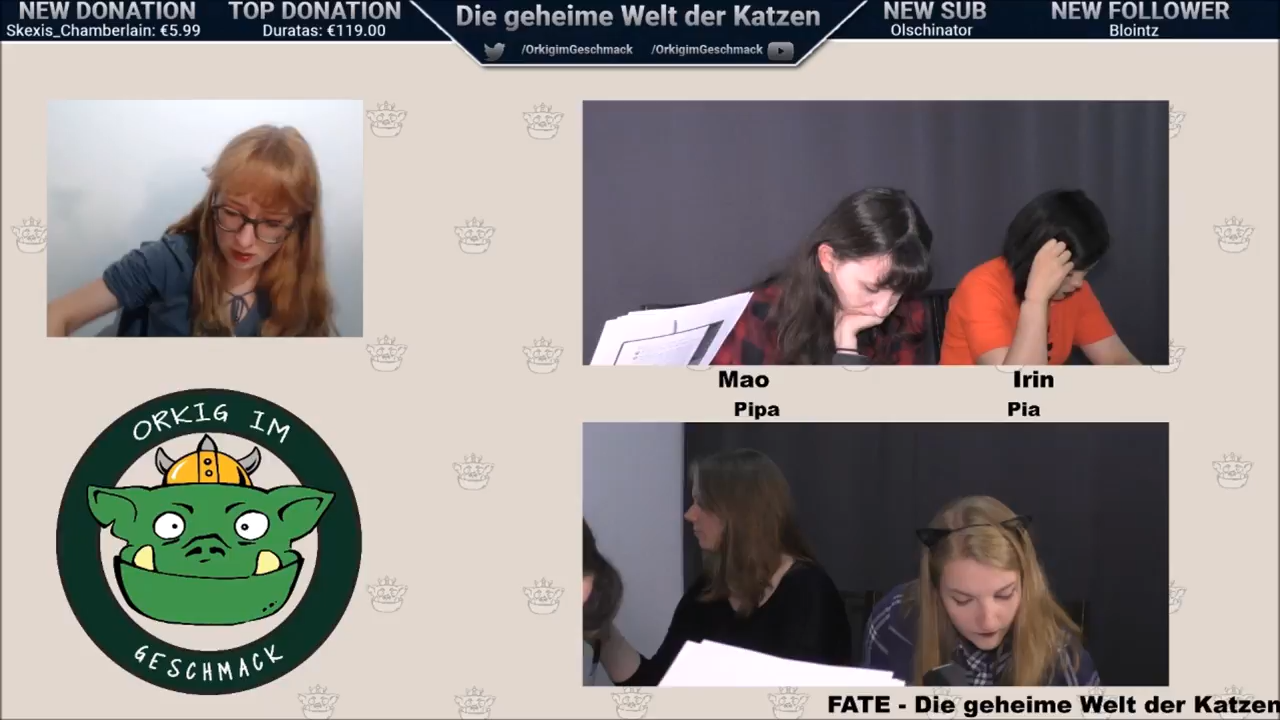 NEW DONATION
Skexis_Chamberlain: €5.99
TOP DONATION
Duratas: €119.00
Die geheime Welt der Katzen
/OrkigimGeschmack
/OrkigimGeschmack
NEW SUB
Olschinator
NEW FOLLOWER
Blointz
Mao
Irin
Pipa
Pia
ORKIG IM
GESCHMACK
FATE - Die geheime Welt der Katzen